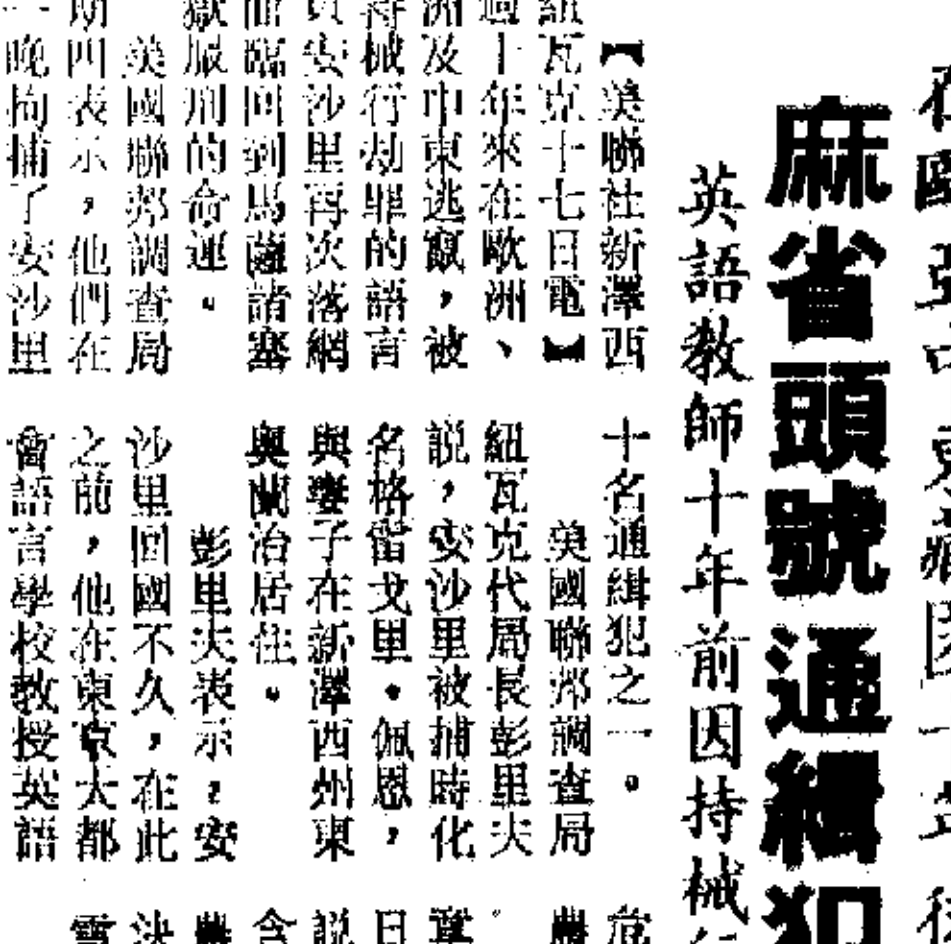 麻省頭號通緝犯
英語教師十年前因持械
【美聯社新澤西
紐瓦克十七日電】
過十年來在歐洲、
洲及中東逃竄,被
持械行劫罪的語言
安沙里再次落網
面臨回到馬薩諸塞
獄服刑的命運。
美國聯邦調查局
期四表示,他們在
一晚拘捕了安沙里
十名通緝犯之一。
美國聯邦調查局
紐瓦克代局長彭里夫
説,安沙里被捕時化
名格雷戈里•佩恩,
與妻子在新澤西州東
奧蘭治居住。
彭里夫表示,安
沙里回國不久,在此
之前,他在東京大都
會語言學校教授英語